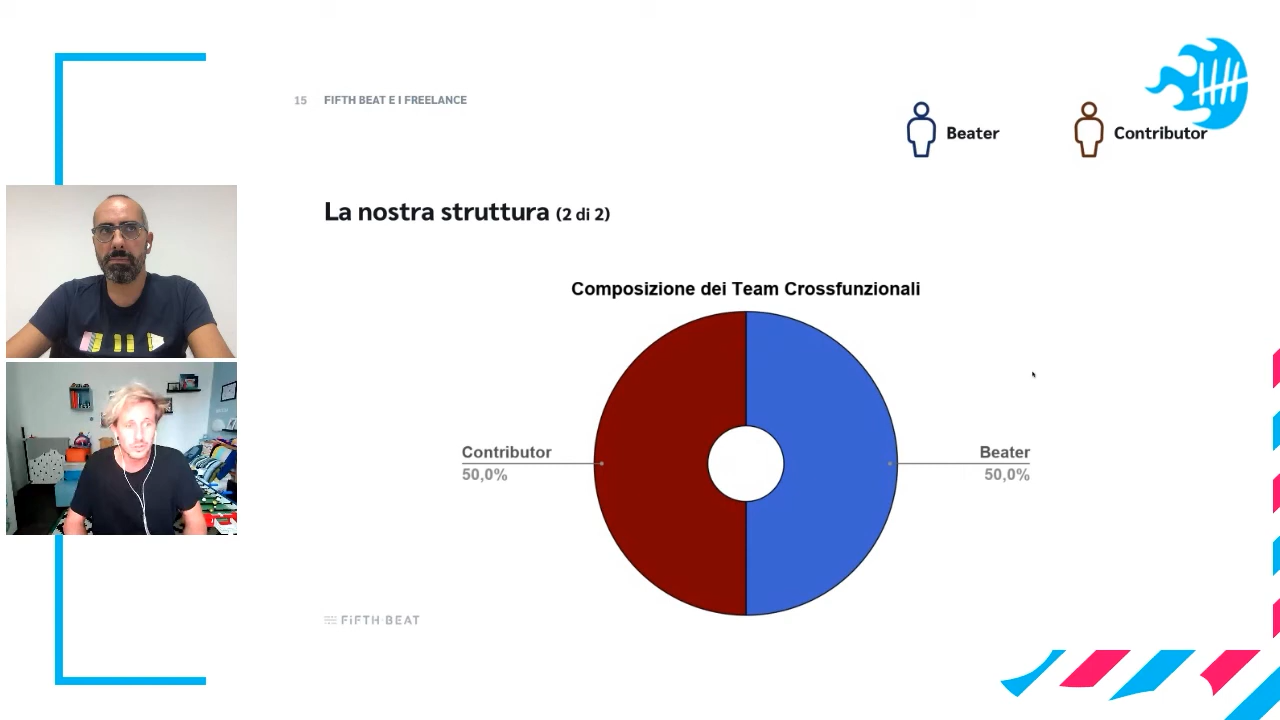 15 FIFTH BEAT E I FREELANCE
Beater
Contributor
La nostra struttura (2 di 2)
Composizione dei Team Crossfunzionali
Contributor
50,0%
Beater
50,0%
FiFTH BEAT